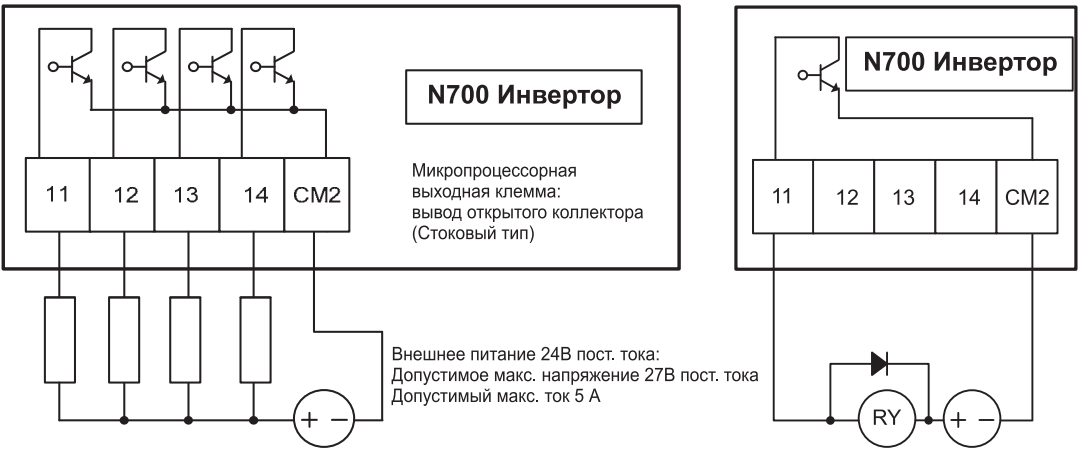 N700 Инвертор
Микропроцессорная
выходная клемма:
вывод открытого коллектора
(Стоковый тип)
11 12 13 14 CM2
Внешнее питание 24В пост. тока:
Допустимое макс. напряжение 27В пост. тока
Допустимый макс. ток 5 А
+ −
N700 Инвертор
11 12 13 14 CM2
RY + −